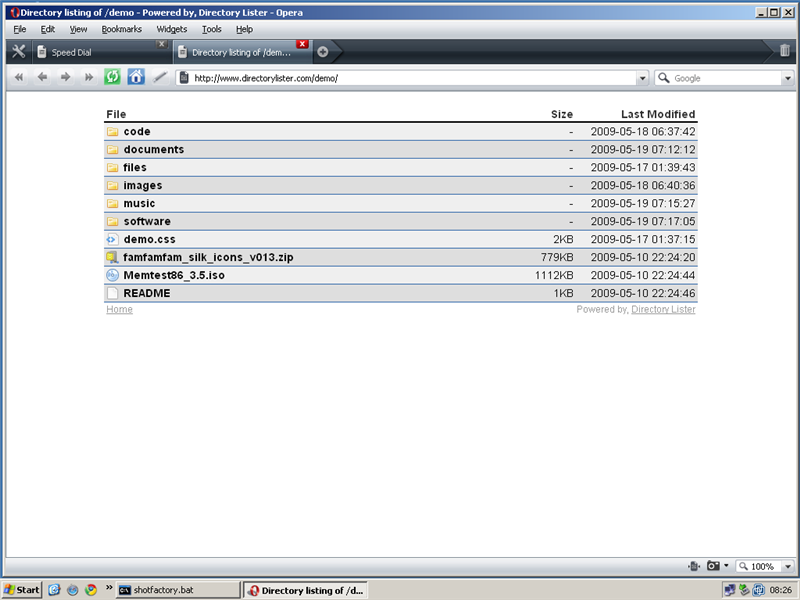 Directory listing of /demo - Powered by, Directory Lister - Opera
File Edit View Bookmarks Widgets Tools Help
Speed Dial Directory listing of /dem...
http://www.directorylister.com/demo/ Google
File Size Last Modified
code - 2009-05-18 06:37:42
documents - 2009-05-19 07:12:12
files - 2009-05-17 01:39:43
images - 2009-05-18 06:40:36
music - 2009-05-19 07:15:27
software - 2009-05-19 07:17:05
demo.css 2KB 2009-05-17 01:37:15
famfamfam_silk_icons_v013.zip 779KB 2009-05-10 22:24:20
Memtest86_3.5.iso 1112KB 2009-05-10 22:24:44
README 1KB 2009-05-10 22:24:46
Home Powered by, Directory Lister
100%
Start » shotfactory.bat Directory listing of /d... 08:26